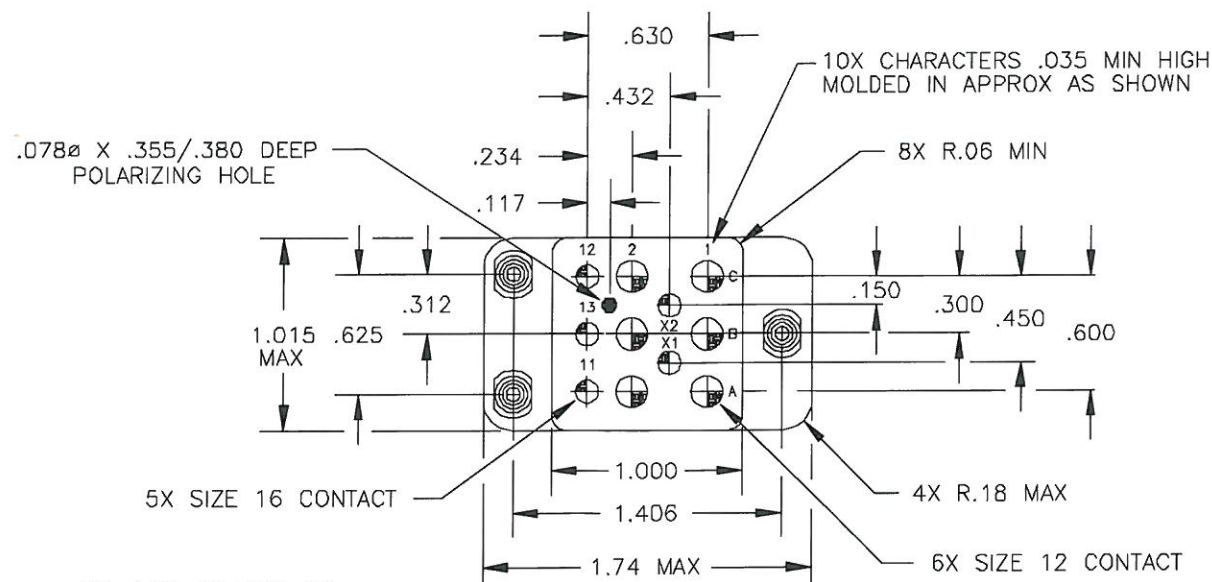 .630
10X CHARACTERS .035 MIN HIGH
MOLDED IN APPROX AS SHOWN
.432
.078ø X .355/.380 DEEP
POLARIZING HOLE
.234
8X R.06 MIN
.117
12 2 1
C
.312
.150
.300
.450
13
1.015
MAX
.625
X2
B
.600
X1
11
A
1.000
5X SIZE 16 CONTACT
4X R.18 MAX
1.406
1.74 MAX
6X SIZE 12 CONTACT